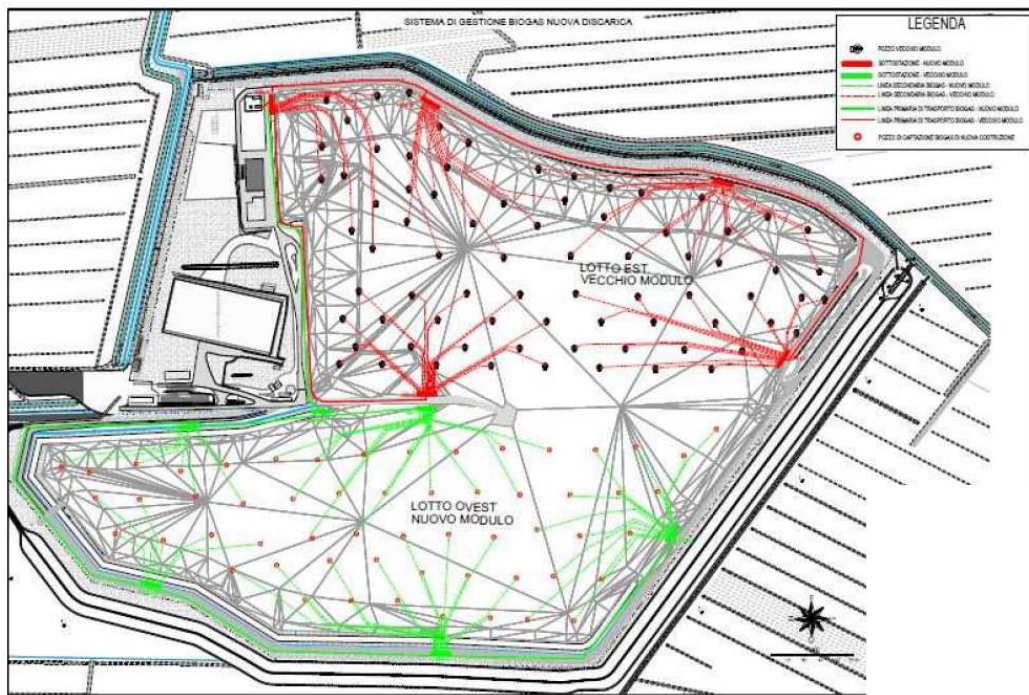 SISTEMA DI GESTIONE BIOGAS NUOVA DISCARICA
LEGENDA
POZZO VECCHIO MODULO
SOTTOSTAZIONE - NUOVO MODULO
SOTTOSTAZIONE - VECCHIO MODULO
LINEA SECONDARIA BIOGAS - NUOVO MODULO
LINEA SECONDARIA BIOGAS - VECCHIO MODULO
LINEA PRIMARIA DI TRASPORTO BIOGAS - NUOVO MODULO
LINEA PRIMARIA DI TRASPORTO BIOGAS - VECCHIO MODULO
POZZO DI CAPTAZIONE BIOGAS DI NUOVA COSTRUZIONE
LOTTO EST
VECCHIO MODULO
LOTTO OVEST
NUOVO MODULO